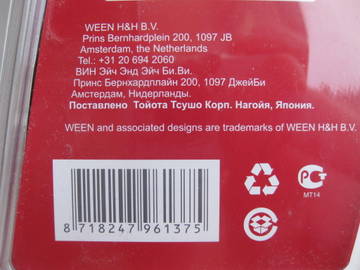 WEEN H&H B.V.
Prins Bernhardplein 200, 1097 JB
Amsterdam, the Netherlands
Tel.: +31 20 694 2060
ВИН Эйч Энд Эйч Би.Ви.
Принс Бернхардплайн 200, 1097 ДжейБи
Амстердам, Нидерланды.
Поставлено Тойота Тсушо Корп. Нагойя, Япония.
WEEN and associated designs are trademarks of WEEN H&H B.V.
8 718247 961375
МТ14